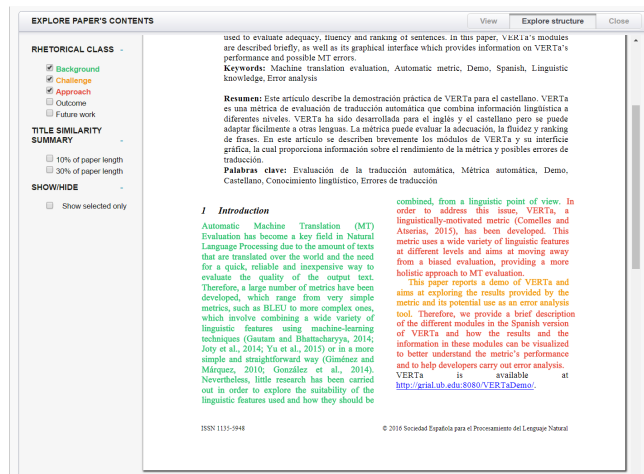 EXPLORE PAPER'S CONTENTS
View
Explore structure
Close
RHETORICAL CLASS -
Background
Challenge
Approach
Outcome
Future work
TITLE SIMILARITY
SUMMARY -
10% of paper length
30% of paper length
SHOW/HIDE -
Show selected only
used to evaluate adequacy, fluency and ranking of sentences. In this paper, VERTa's modules
are described briefly, as well as its graphical interface which provides information on VERTa's
performance and possible MT errors.
Keywords: Machine translation evaluation, Automatic metric, Demo, Spanish, Linguistic
knowledge, Error analysis
Resumen: Este artículo describe la demostración práctica de VERTa para el castellano. VERTa
es una métrica de evaluación de traducción automática que combina información lingüística a
diferentes niveles. VERTa ha sido desarrollada para el inglés y el castellano pero se puede
adaptar fácilmente a otras lenguas. La métrica puede evaluar la adecuación, la fluidez y ranking
de frases. En este artículo se describen brevemente los módulos de VERTa y su interficie
gráfica, la cual proporciona información sobre el rendimiento de la métrica y posibles errores de
traducción.
Palabras clave: Evaluación de la traducción automática, Métrica automática, Demo,
Castellano, Conocimiento lingüístico, Errores de traducción
1 Introduction
Automatic Machine Translation (MT)
Evaluation has become a key field in Natural
Language Processing due to the amount of texts
that are translated over the world and the need
for a quick, reliable and inexpensive way to
evaluate the quality of the output text.
Therefore, a large number of metrics have been
developed, which range from very simple
metrics, such as BLEU to more complex ones,
which involve combining a wide variety of
linguistic features using machine-learning
techniques (Gautam and Bhattacharyya, 2014;
Joty et al., 2014; Yu et al., 2015) or in a more
simple and straightforward way (Giménez and
Márquez, 2010; González et al., 2014).
Nevertheless, little research has been carried
out in order to explore the suitability of the
linguistic features used and how they should be
combined, from a linguistic point of view. In
order to address this issue, VERTa, a
linguistically-motivated metric (Comelles and
Atserias, 2015), has been developed. This
metric uses a wide variety of linguistic features
at different levels and aims at moving away
from a biased evaluation, providing a more
holistic approach to MT evaluation.
This paper reports a demo of VERTa and
aims at exploring the results provided by the
metric and its potential use as an error analysis
tool. Therefore, we provide a brief description
of the different modules in the Spanish version
of VERTa and how the results and the
information in these modules can be visualized
to better understand the metric's performance
and to help developers carry out error analysis.
VERTa is available at
http://grial.ub.edu:8080/VERTaDemo/.
ISSN 1135-5948
© 2016 Sociedad Española para el Procesamiento del Lenguaje Natural